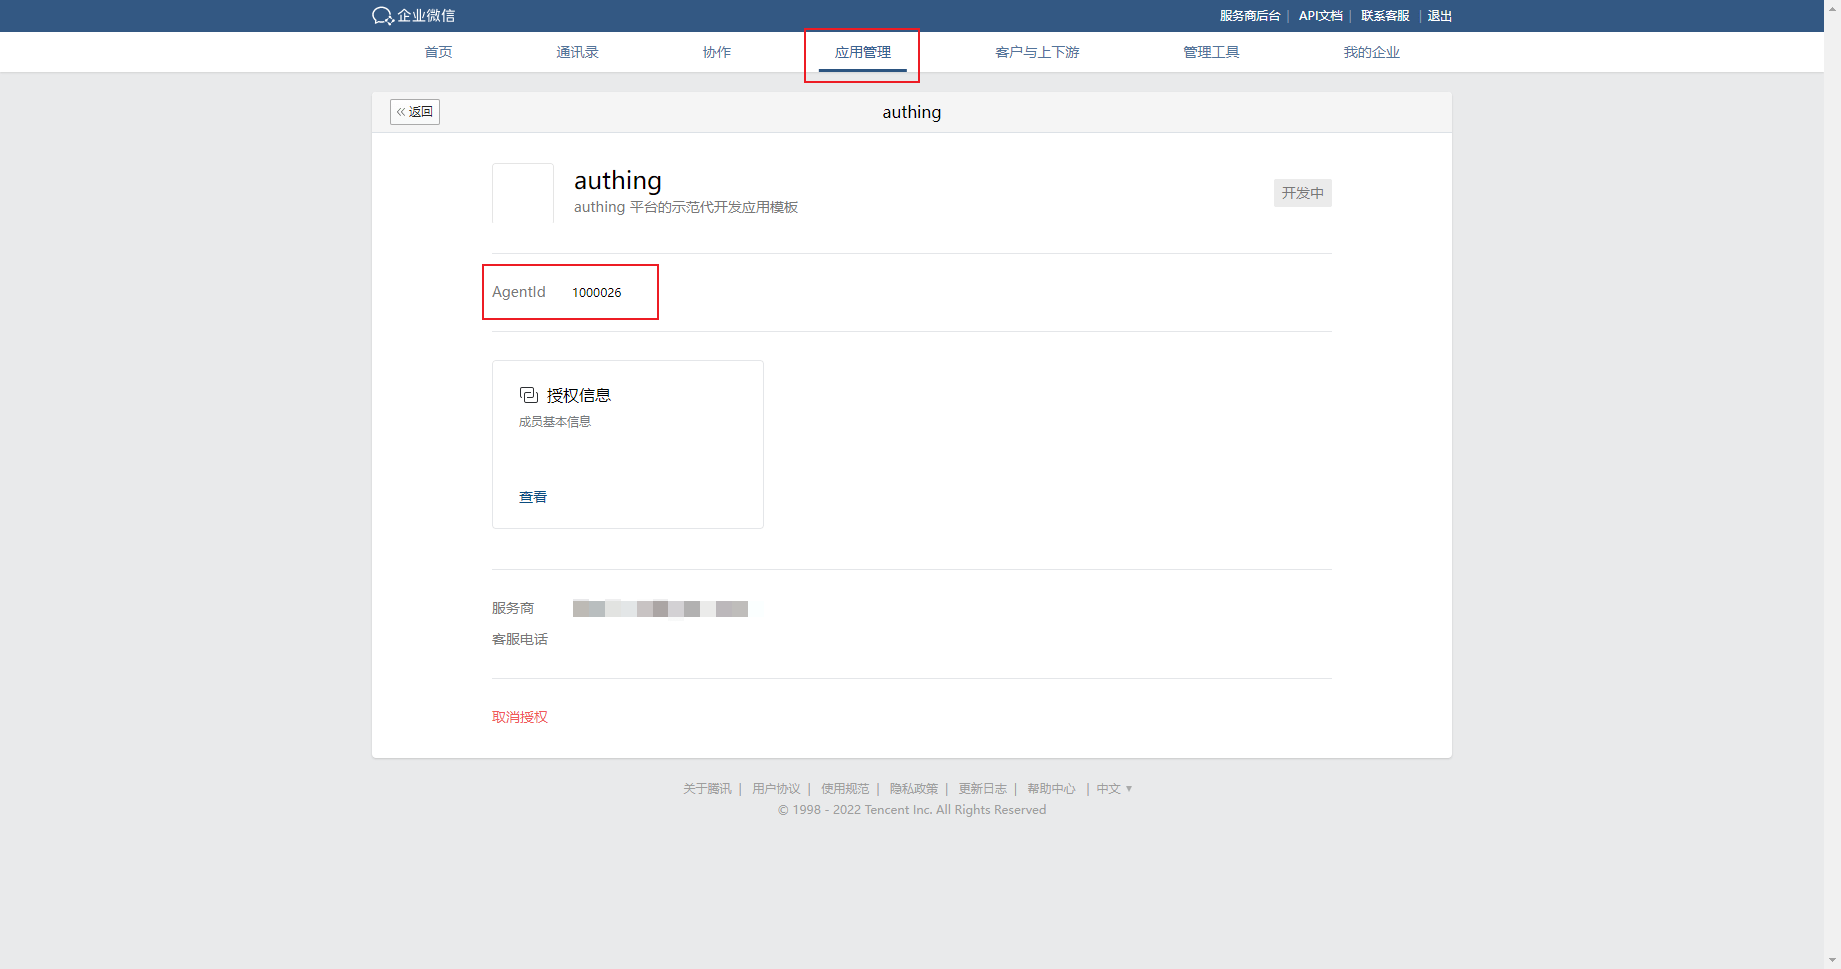 企业微信
服务商后台 | API文档 | 联系客服 | 退出
首页 通讯录 协作 应用管理 客户与上下游 管理工具 我的企业
« 返回
authing
authing
authing 平台的示范代开发应用模板
开发中
AgentId 1000026
授权信息
成员基本信息
查看
服务商
客服电话
取消授权
关于腾讯 | 用户协议 | 使用规范 | 隐私政策 | 更新日志 | 帮助中心 | 中文 ▼
© 1998 - 2022 Tencent Inc. All Rights Reserved